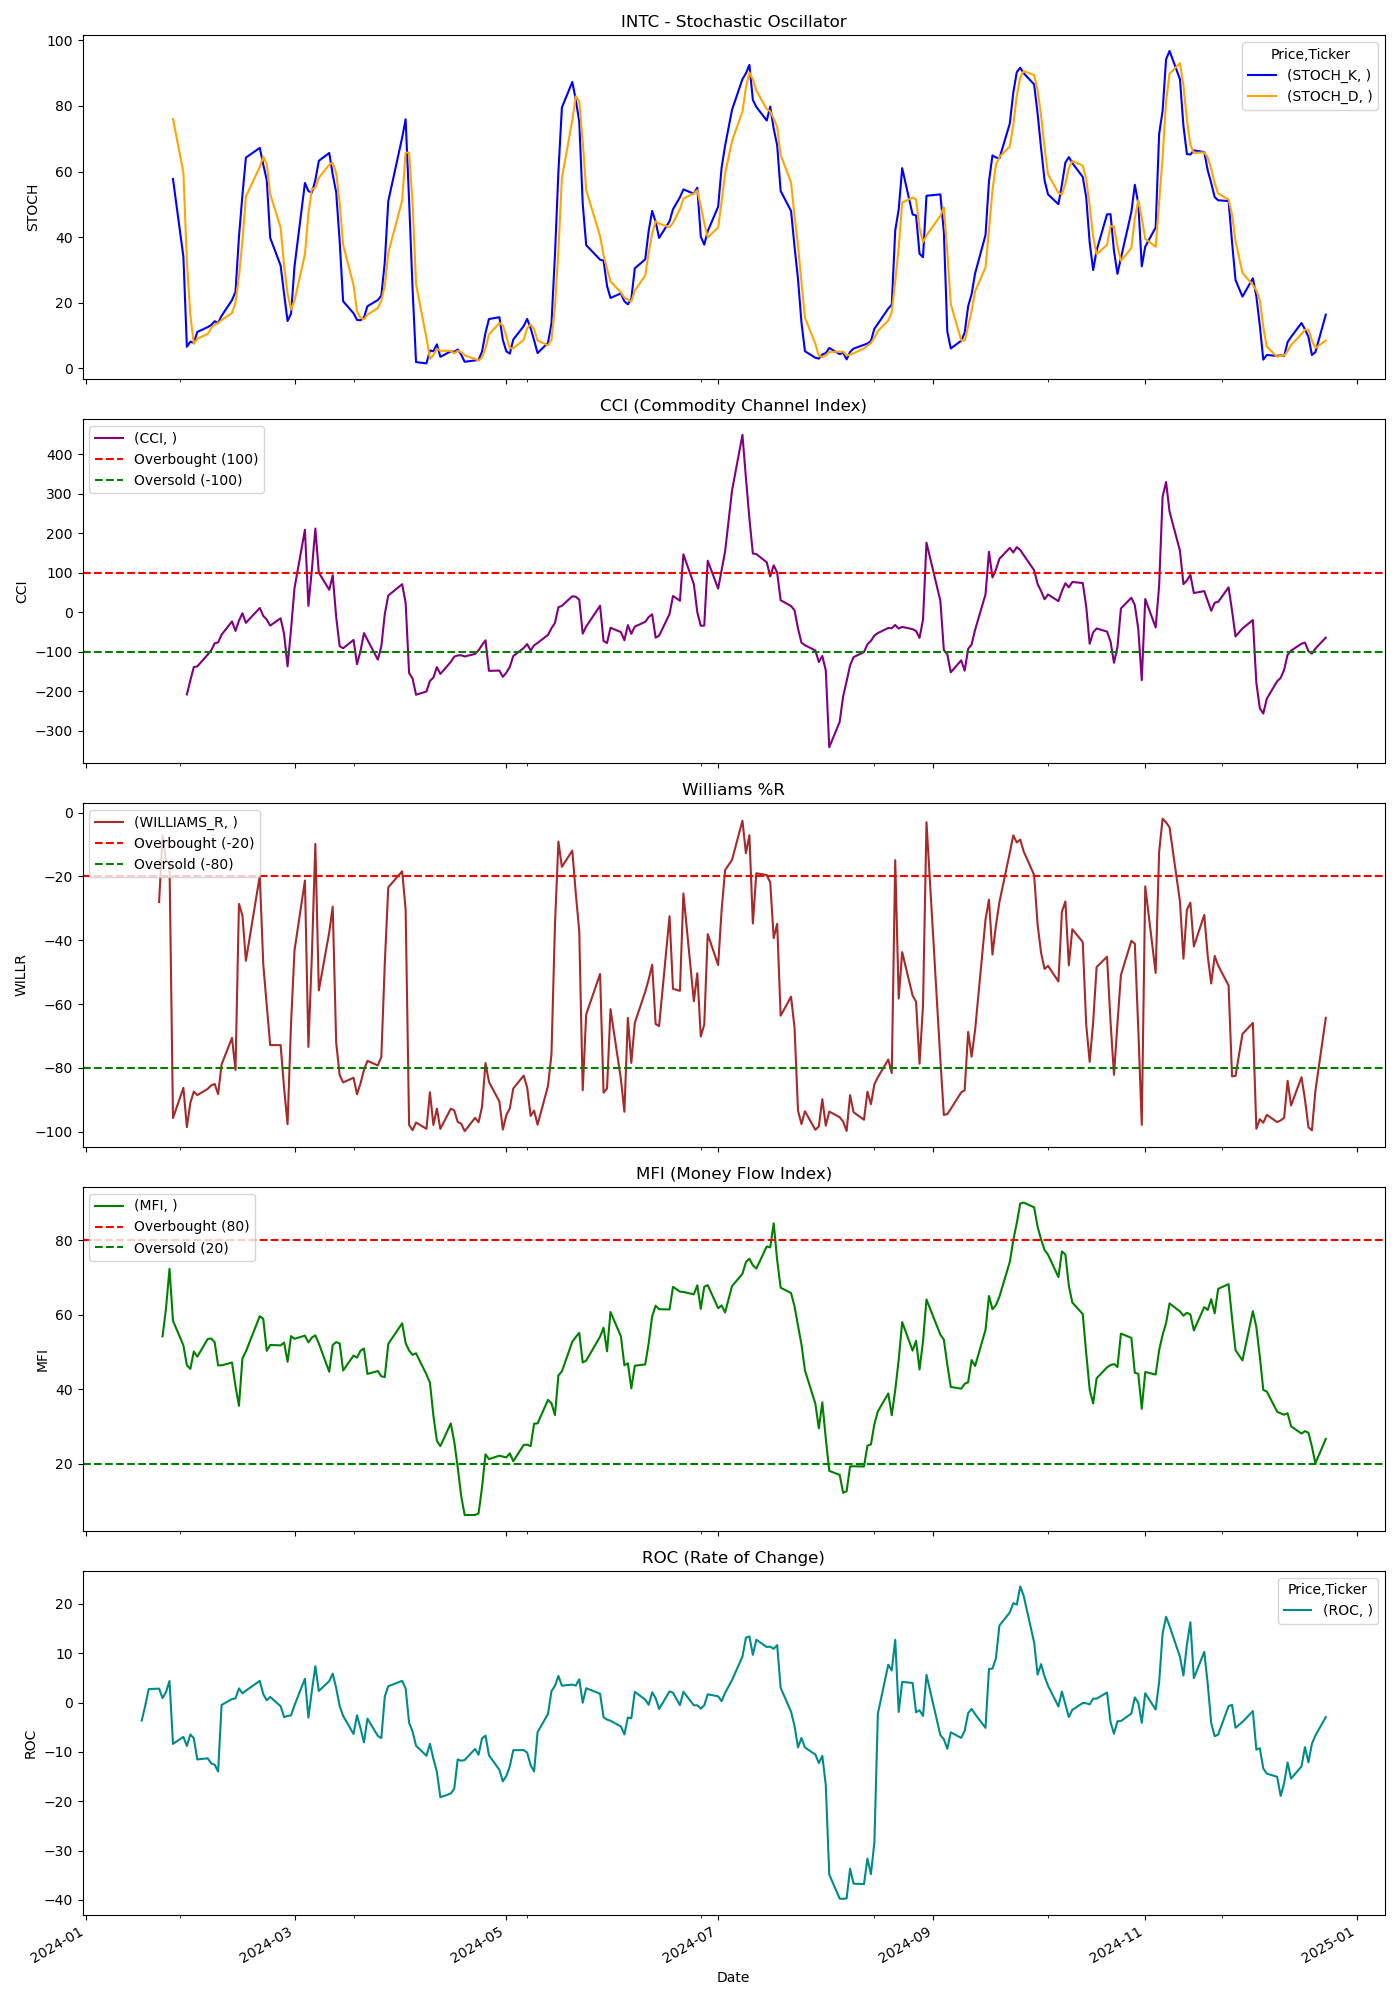 INTC - Stochastic Oscillator
100
80
60
40
20
0
STOCH
Price,Ticker
(STOCH_K, )
(STOCH_D, )
CCI (Commodity Channel Index)
400
300
200
100
0
−100
−200
−300
CCI
(CCI, )
Overbought (100)
Oversold (-100)
Williams %R
0
−20
−40
−60
−80
−100
WILLR
(WILLIAMS_R, )
Overbought (-20)
Oversold (-80)
MFI (Money Flow Index)
80
60
40
20
MFI
(MFI, )
Overbought (80)
Oversold (20)
ROC (Rate of Change)
20
10
0
−10
−20
−30
−40
ROC
Price,Ticker
(ROC, )
2024-01
2024-03
2024-05
2024-07
2024-09
2024-11
2025-01
Date